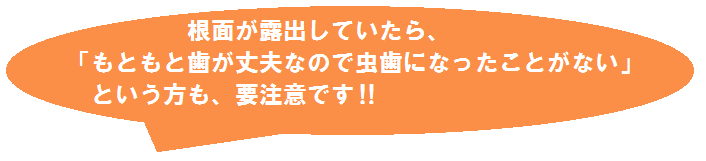 根面が露出していたら、
「もともと歯が丈夫なので虫歯になったことがない」
という方も、要注意です!!